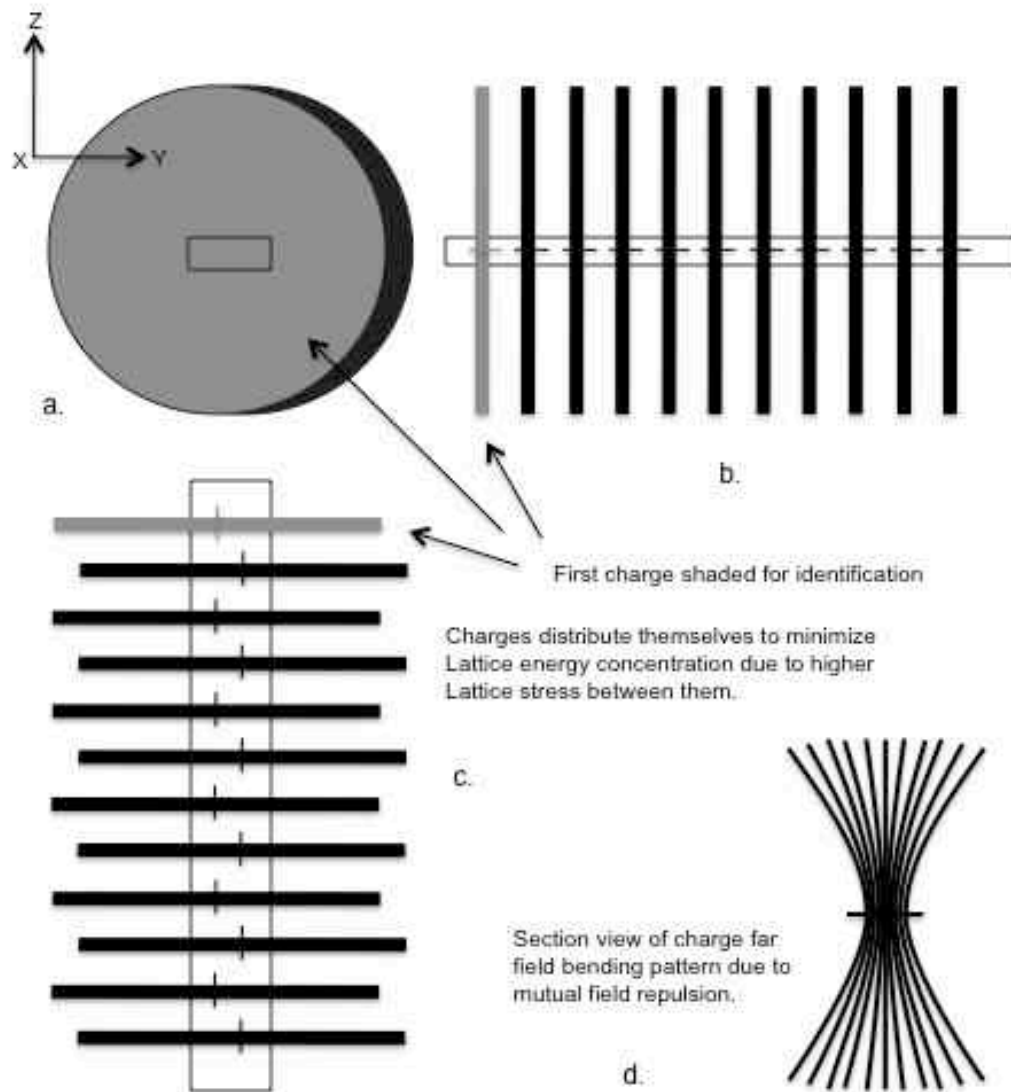 Z
X
Y
a.
b.
First charge shaded for identification
Charges distribute themselves to minimize
Lattice energy concentration due to higher
Lattice stress between them.
c.
Section view of charge far
field bending pattern due to
mutual field repulsion.
d.